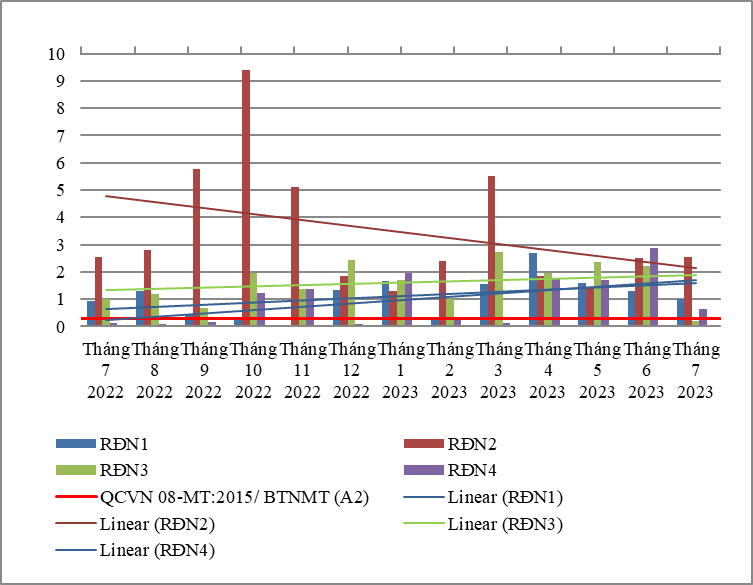 10
9
8
7
6
5
4
3
2
1
0
Tháng Tháng Tháng Tháng Tháng Tháng Tháng Tháng Tháng Tháng Tháng Tháng Tháng
7 8 9 10 11 12 1 2 3 4 5 6 7
2022 2022 2022 2022 2022 2022 2023 2023 2023 2023 2023 2023 2023
RĐN1 RĐN2
RĐN3 RĐN4
QCVN 08-MT:2015/ BTNMT (A2) Linear (RĐN1)
Linear (RĐN2) Linear (RĐN3)
Linear (RĐN4)